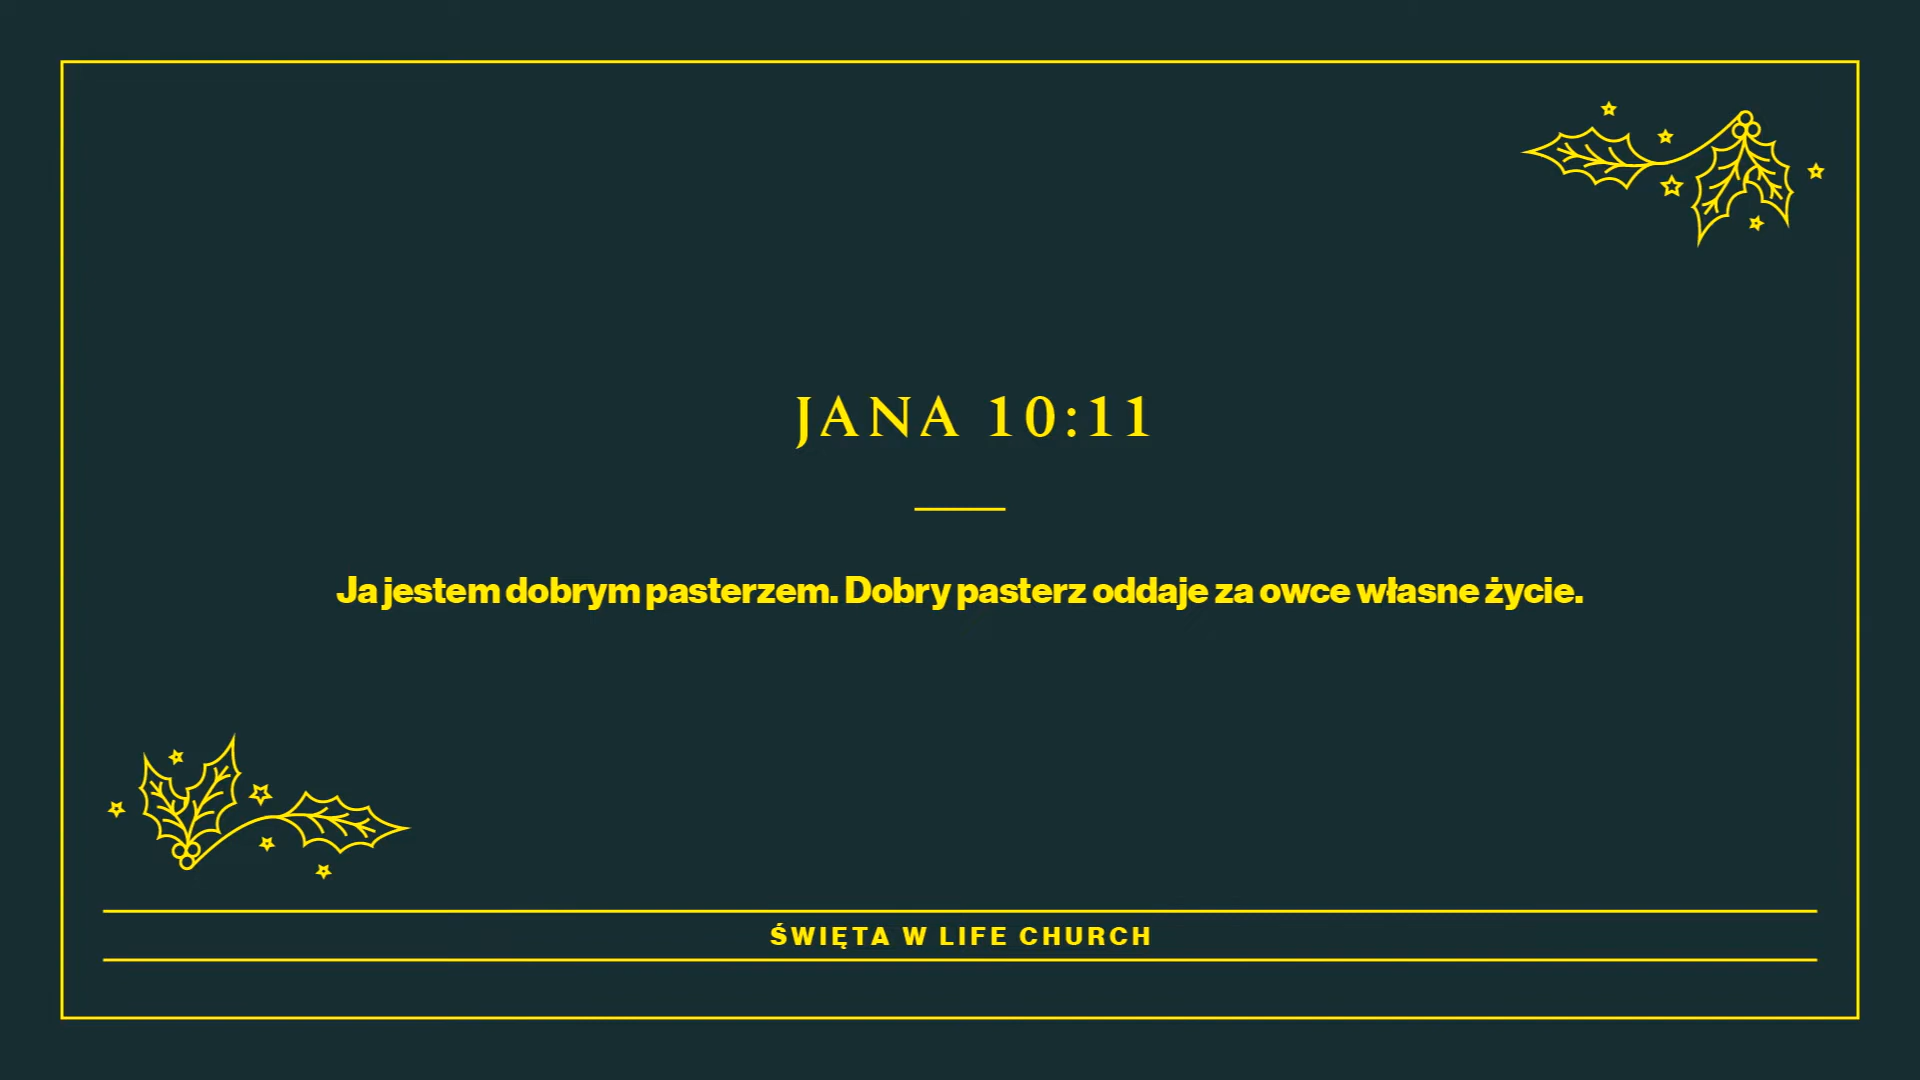 JANA 10:11
Ja jestem dobrym pasterzem. Dobry pasterz oddaje za owce własne życie.
ŚWIĘTA W LIFE CHURCH